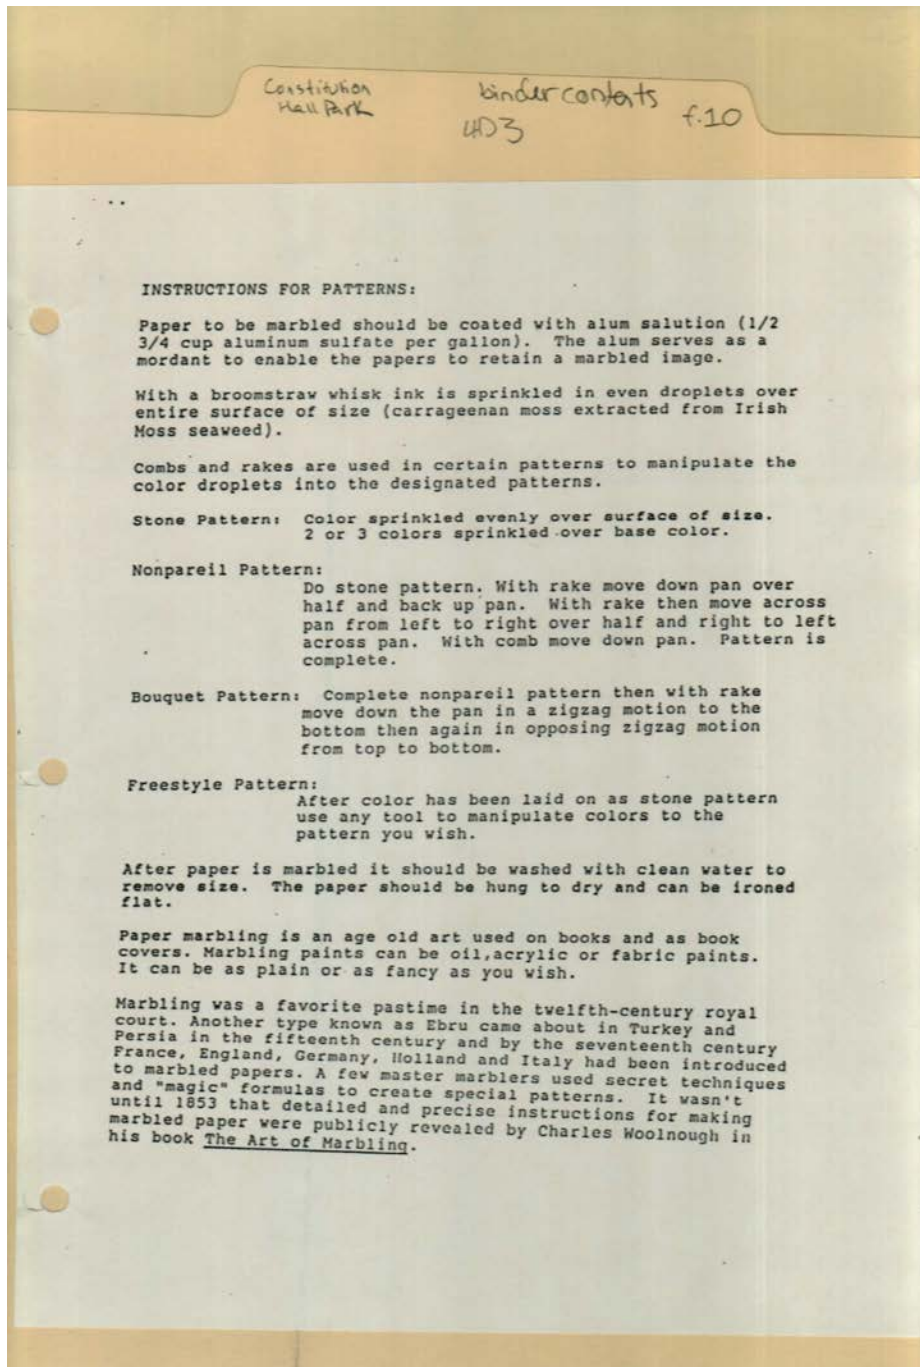 Constitution
Hall Park
binder contents
4D3
f.10
INSTRUCTIONS FOR PATTERNS:
Paper to be marbled should be coated with alum salution (1/2
3/4 cup aluminum sulfate per gallon).  The alum serves as a
mordant to enable the papers to retain a marbled image.
With a broomstraw whisk ink is sprinkled in even droplets over
entire surface of size (carrageenan moss extracted from Irish
Moss seaweed).
Combs and rakes are used in certain patterns to manipulate the
color droplets into the designated patterns.
Stone Pattern:  Color sprinkled evenly over surface of size.
2 or 3 colors sprinkled over base color.
Nonpareil Pattern:
Do stone pattern. With rake move down pan over
half and back up pan.  With rake then move across
pan from left to right over half and right to left
across pan.  With comb move down pan.  Pattern is
complete.
Bouquet Pattern:  Complete nonpareil pattern then with rake
move down the pan in a zigzag motion to the
bottom then again in opposing zigzag motion
from top to bottom.
Freestyle Pattern:
After color has been laid on as stone pattern
use any tool to manipulate colors to the
pattern you wish.
After paper is marbled it should be washed with clean water to
remove size.  The paper should be hung to dry and can be ironed
flat.
Paper marbling is an age old art used on books and as book
covers. Marbling paints can be oil,acrylic or fabric paints.
It can be as plain or as fancy as you wish.
Marbling was a favorite pastime in the twelfth-century royal
court. Another type known as Ebru came about in Turkey and
Persia in the fifteenth century and by the seventeenth century
France, England, Germany, Holland and Italy had been introduced
to marbled papers. A few master marblers used secret techniques
and "magic" formulas to create special patterns.  It wasn't
until 1853 that detailed and precise instructions for making
marbled paper were publicly revealed by Charles Woolnough in
his book The Art of Marbling.